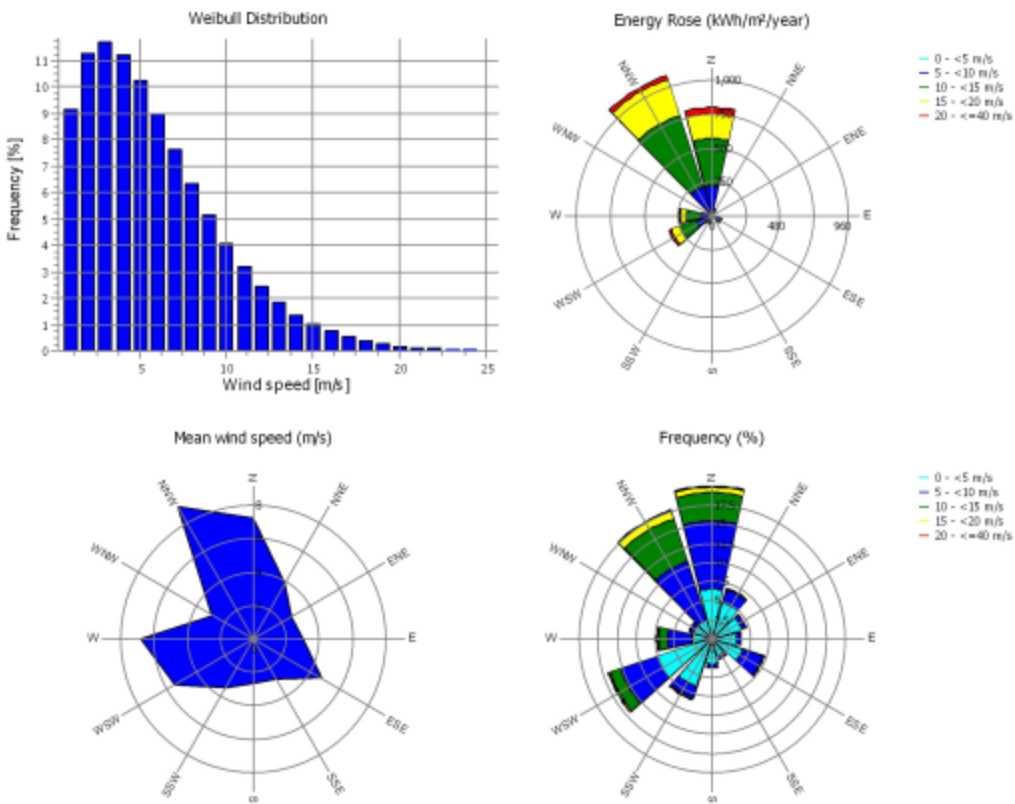 Weibull Distribution
Frequency [%]
11
10
9
8
7
6
5
4
3
2
1
0
5
10
15
20
25
Wind speed [m/s]
Energy Rose (kWh/m²/year)
N
NNE
ENE
E
ESE
SSE
S
SSW
WSW
W
WNW
NNW
1,000
480
960
0 - <5 m/s
5 - <10 m/s
10 - <15 m/s
15 - <20 m/s
20 - <=40 m/s
Mean wind speed (m/s)
N
NNE
ENE
E
ESE
SSE
S
SSW
WSW
W
WNW
NNW
8
Frequency (%)
N
NNE
ENE
E
ESE
SSE
S
SSW
WSW
W
WNW
NNW
0 - <5 m/s
5 - <10 m/s
10 - <15 m/s
15 - <20 m/s
20 - <=40 m/s